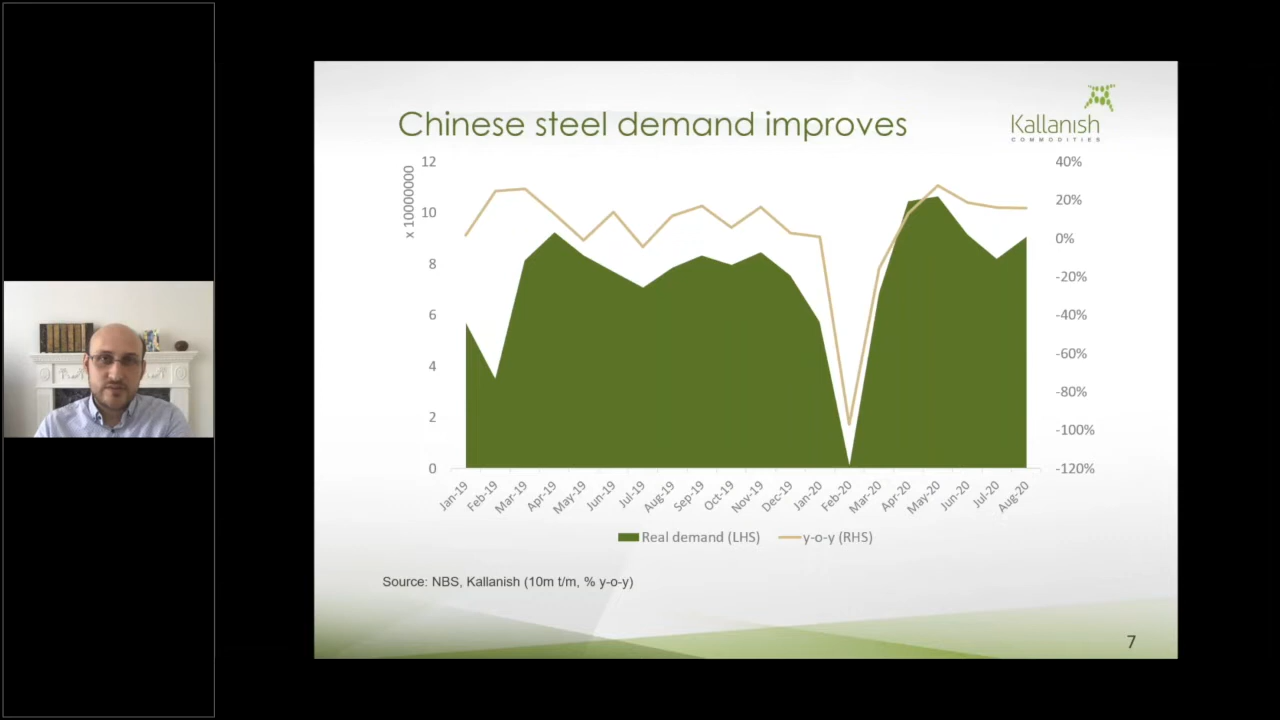 Chinese steel demand improves
Kallanish
COMMODITIES
x 10000000
12
10
8
6
4
2
0
40%
20%
0%
-20%
-40%
-60%
-80%
-100%
-120%
Jan-19
Feb-19
Mar-19
Apr-19
May-19
Jun-19
Jul-19
Aug-19
Sep-19
Oct-19
Nov-19
Dec-19
Jan-20
Feb-20
Mar-20
Apr-20
May-20
Jun-20
Jul-20
Aug-20
Real demand (LHS) y-o-y (RHS)
Source: NBS, Kallanish (10m t/m, % y-o-y)
7